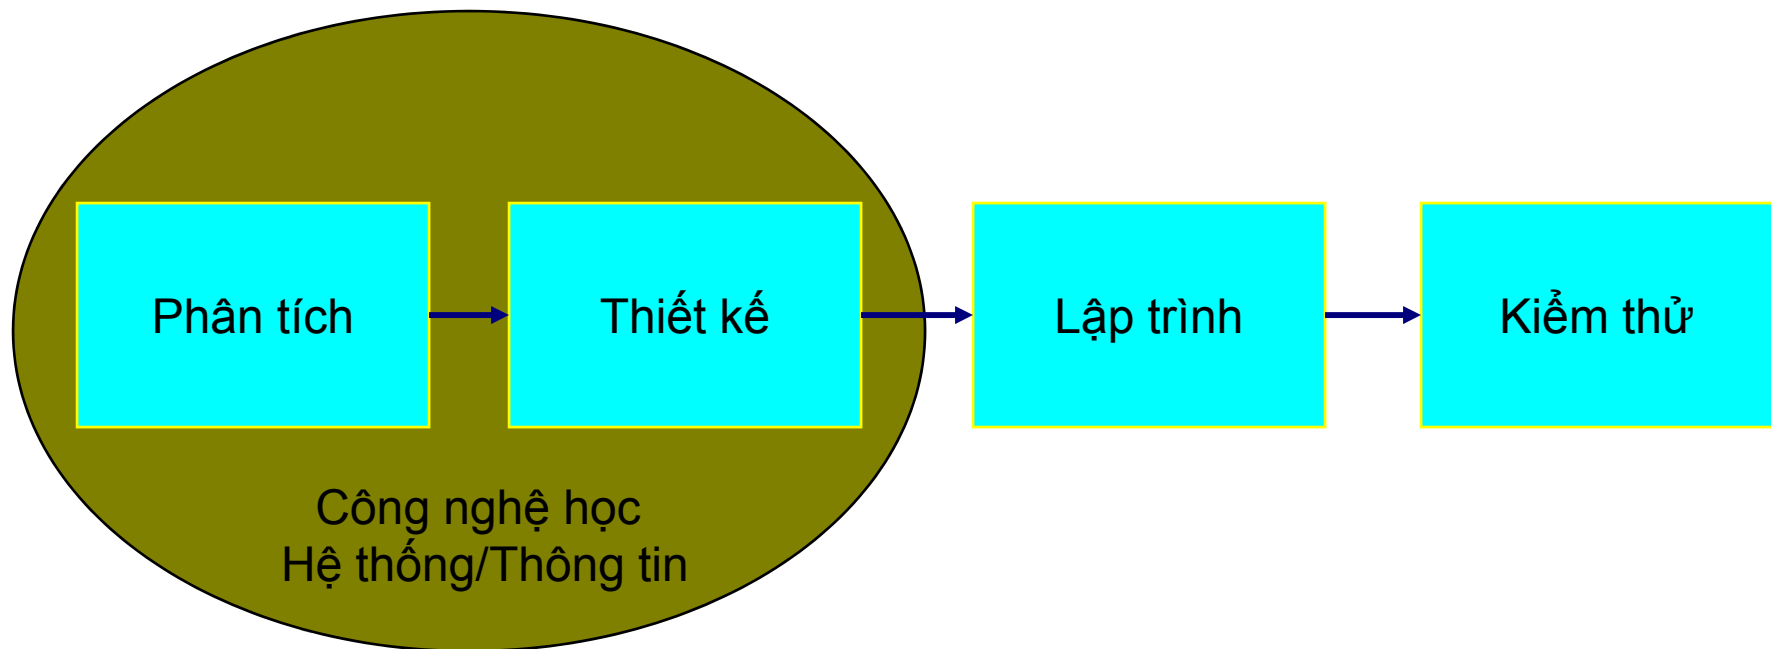 Phân tích
Thiết kế
Lập trình
Kiểm thử
Công nghệ học
Hệ thống/Thông tin